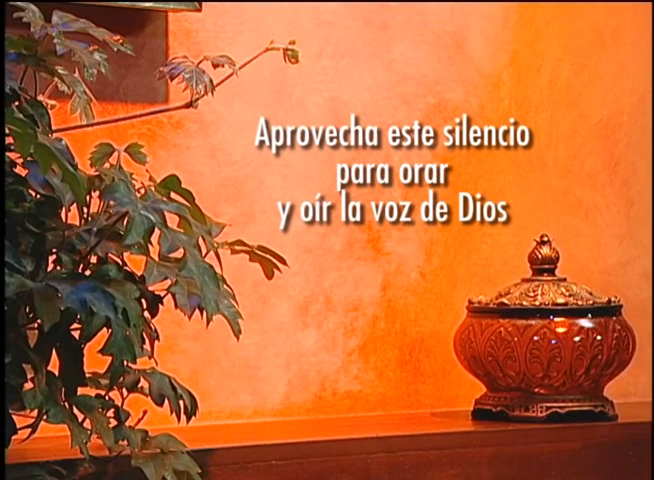 Aprovecha este silencio
para orar
y oír la voz de Dios